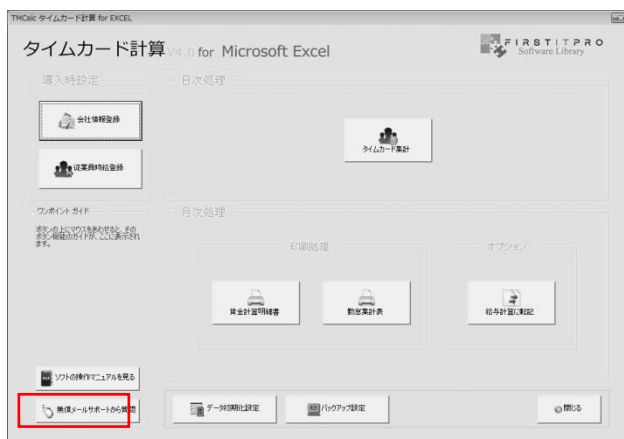 TMCalc タイムカード計算 for EXCEL
タイムカード計算 V4.0 for Microsoft Excel
FIRSTITPRO
Software Library
導入時設定
会社情報登録
従業員時給登録
日次処理
タイムカード集計
ワンポイント ガイド
ボタンの上にマウスをあわせると、その
ボタン機能のガイドが、ここに表示され
ます。
月次処理
印刷処理
賃金計算明細書
勤怠集計表
オプション
給与計算に転記
ソフトの操作マニュアルを見る
無償メールサポートから質問
データ初期化設定
バックアップ設定
閉じる